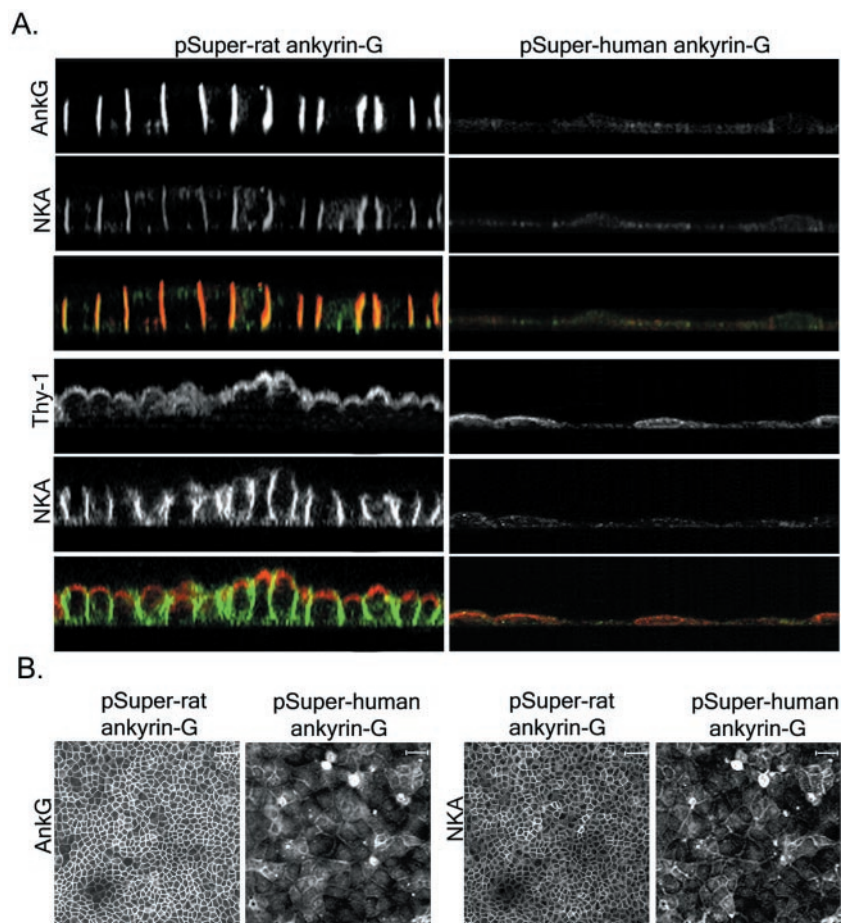 A.
pSuper-rat ankyrin-G
pSuper-human ankyrin-G
AnkG
NKA
Thy-1
NKA
B.
pSuper-rat
ankyrin-G
pSuper-human
ankyrin-G
pSuper-rat
ankyrin-G
pSuper-human
ankyrin-G
AnkG
NKA